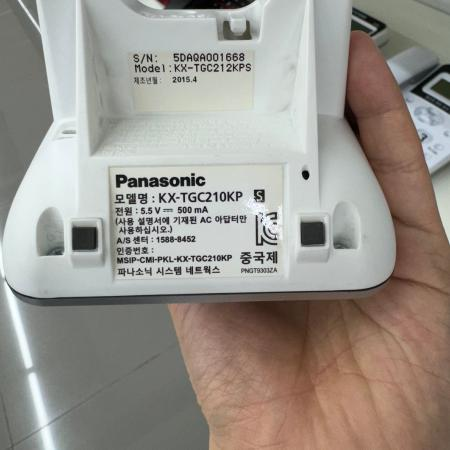 S/N: 5DAQA001668
Model: KX-TGC212KPS
제조년월 : 2015.4
Panasonic
모델명 : KX-TGC210KP S
전원 : 5.5 V 500 mA
(사용 설명서에 기재된 AC 아답터만
사용하십시오.)
A/S 센터 : 1588-8452
인증번호 :
MSIP-CMI-PKL-KX-TGC210KP
파나소닉 시스템 네트웍스
중국제
PNGT9303ZA